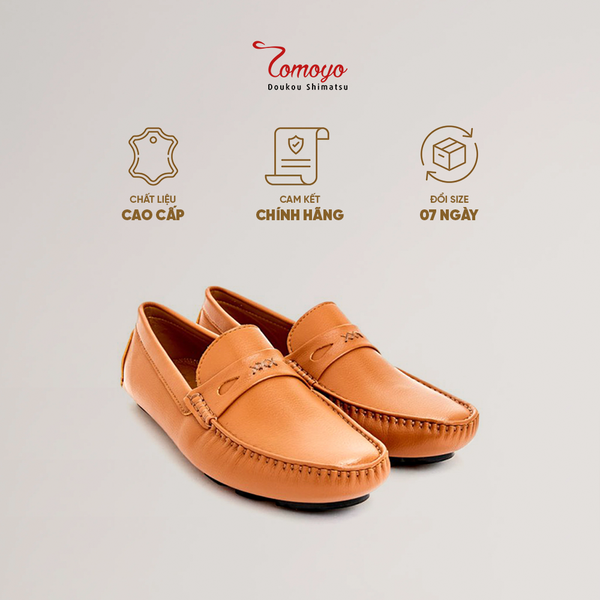 Tomoyo
Doukou Shimatsu
CHẤT LIỆU
CAO CẤP
CAM KẾT
CHÍNH HÃNG
ĐỔI SIZE
07 NGÀY